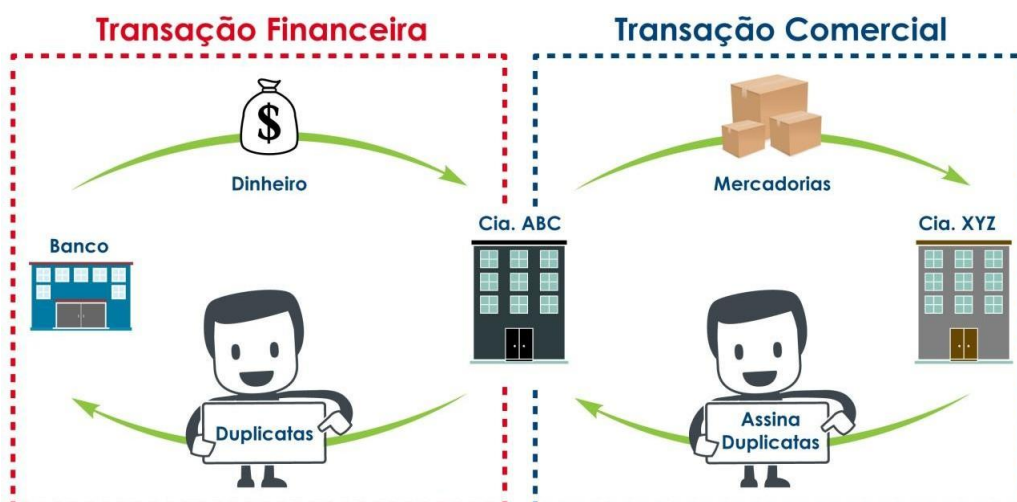 Transação Financeira
Transação Comercial
$
Dinheiro
Mercadorias
Banco
Cia. ABC
Cia. XYZ
Duplicatas
Assina
Duplicatas